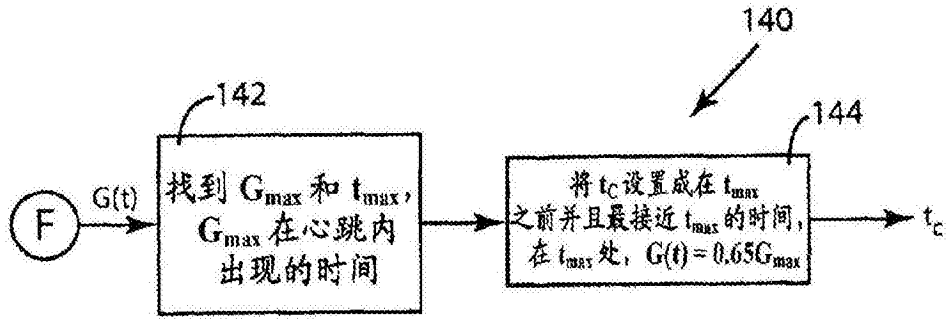 140
142
144
F
G(t)
找到 Gmax 和 tmax,
Gmax 在心跳内
出现的时间
将 tC 设置成在 tmax
之前并且最接近 tmax 的时间,
在 tmax 处, G(t) = 0.65Gmax
tc